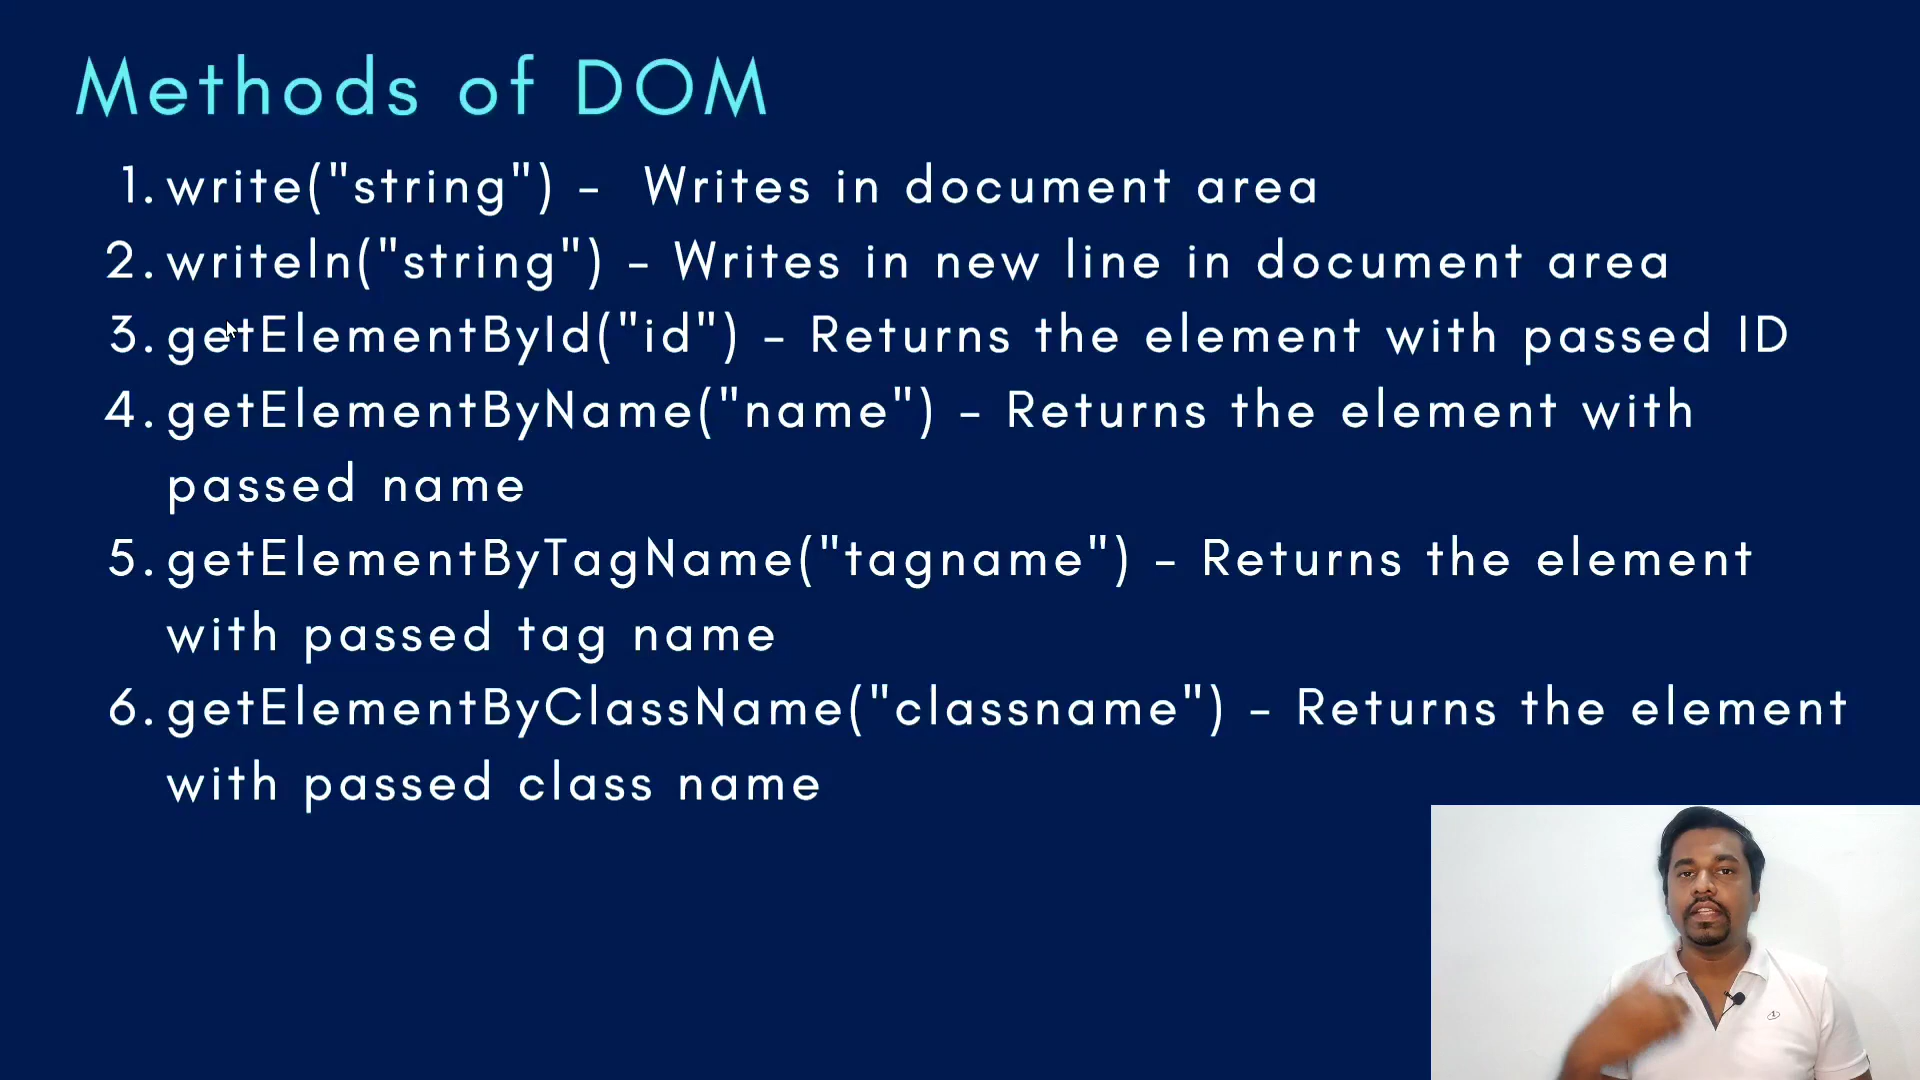 Methods of DOM
1. write("string") -  Writes in document area
2. writeln("string") - Writes in new line in document area
3. getElementById("id") - Returns the element with passed ID
4. getElementByName("name") - Returns the element with
passed name
5. getElementByTagName("tagname") - Returns the element
with passed tag name
6. getElementByClassName("classname") - Returns the element
with passed class name